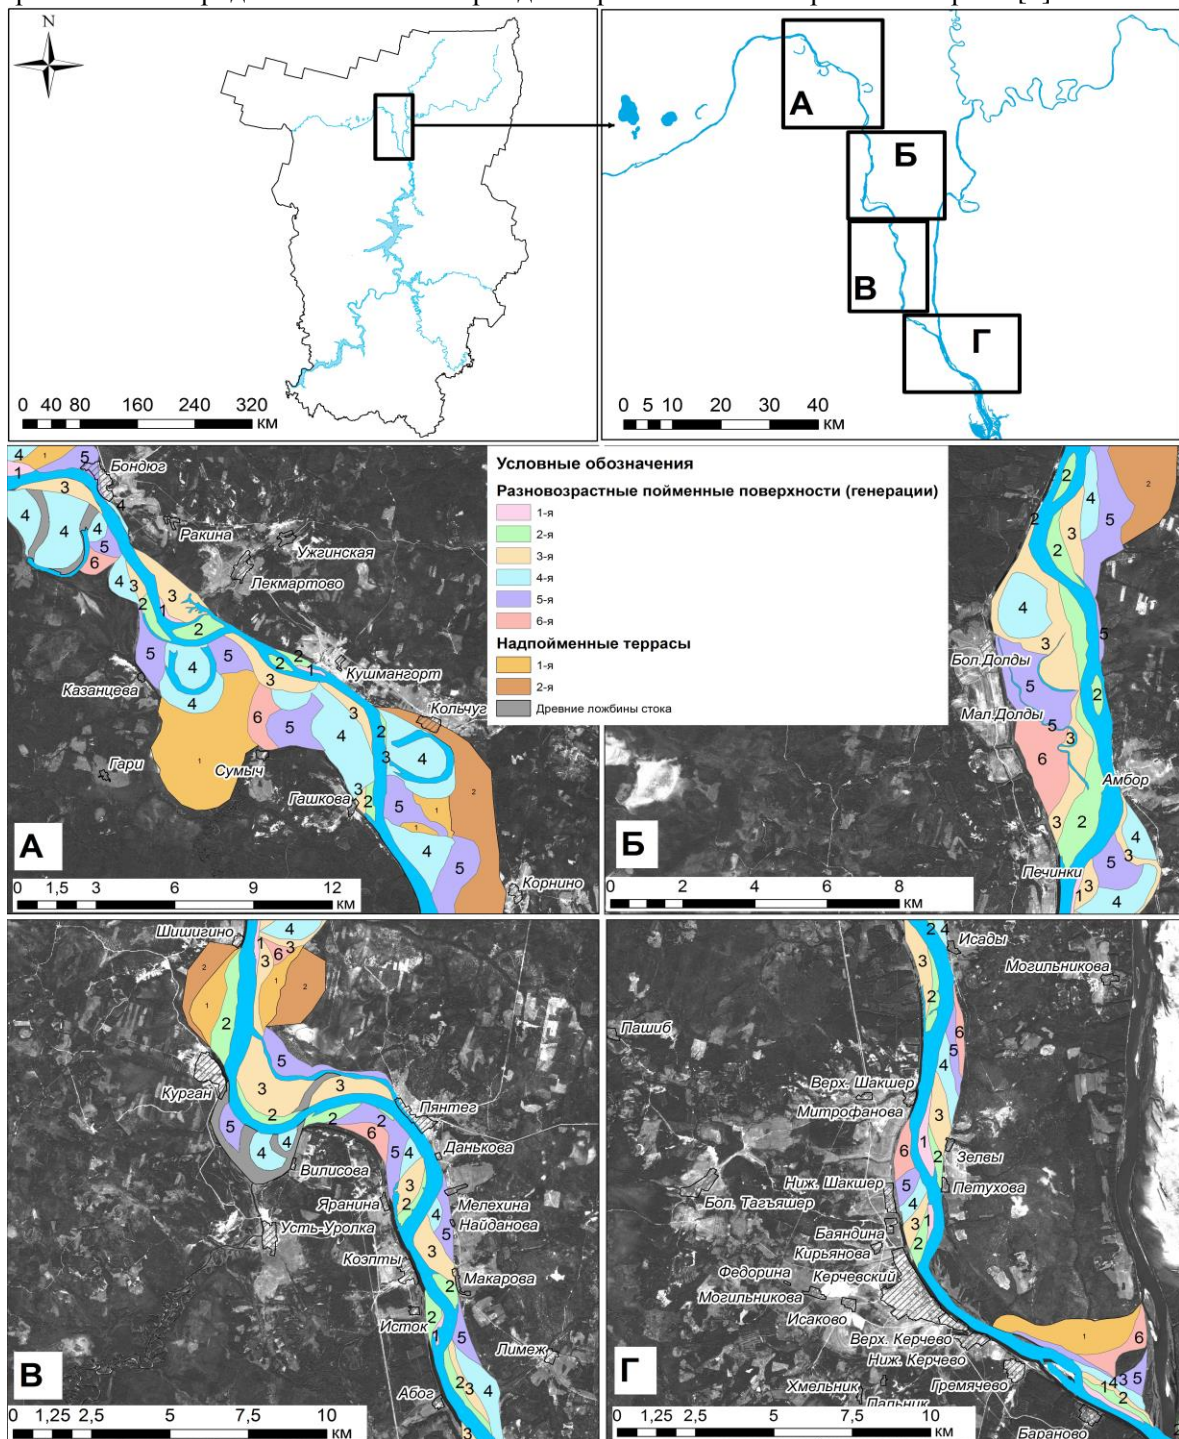 N
0 40 80 160 240 320
КМ
А
Б
В
Г
0 5 10 20 30 40
КМ
Условные обозначения
Разновозрастные пойменные поверхности (генерации)
1-я
2-я
3-я
4-я
5-я
6-я
Надпойменные террасы
1-я
2-я
Древние ложбины стока
Бондюг
Ракина
Ужгинская
Лекмартово
Кушмангорт
Казанцева
Кольчуг
Гари
Сумыч
Гашкова
Корнино
А
0 1,5 3 6 9 12
КМ
Бол.Долды
Мал.Долды
Амбор
Печинки
Б
0 2 4 6 8
КМ
Шишигино
Курган
Пянтег
Данькова
Вилисова
Яранина
Мелехина
Найданова
Усть-Уролка
Коэпты
Макарова
Исток
Лимеж
Абог
В
0 1,25 2,5 5 7,5 10
КМ
Исады
Могильникова
Пашиб
Верх. Шакшер
Митрофанова
Зелвы
Ниж. Шакшер
Петухова
Бол. Тагъяшер
Баяндина
Кирьянова
Федорина
Керчевский
Могильникова
Исаково
Верх. Керчево
Ниж. Керчево
Хмельник
Гремячево
Пальник
Бараново
Г
0 1,25 2,5 5 7,5 10
КМ